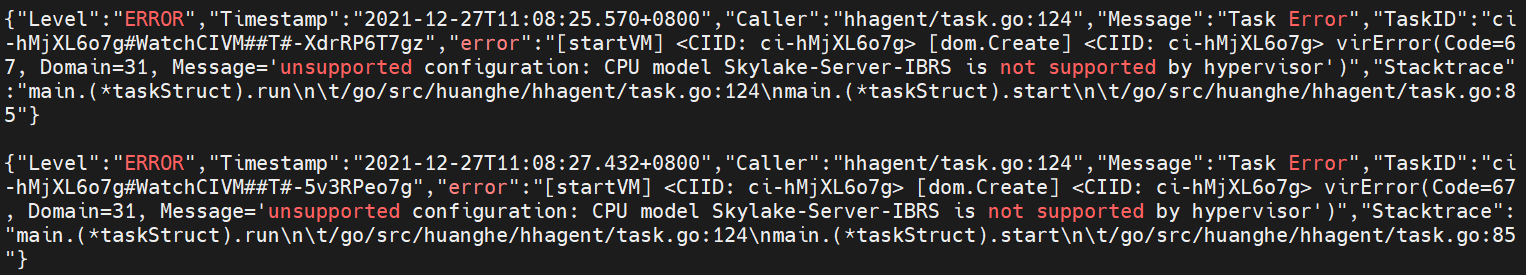 {"Level":"ERROR","Timestamp":"2021-12-27T11:08:25.570+0800","Caller":"hhagent/task.go:124","Message":"Task Error","TaskID":"ci
-hMjXL6o7g#WatchCIVM##T#-XdrRP6T7gz","error":"[startVM] <CIID: ci-hMjXL6o7g> [dom.Create] <CIID: ci-hMjXL6o7g> virError(Code=6
7, Domain=31, Message='unsupported configuration: CPU model Skylake-Server-IBRS is not supported by hypervisor')","Stacktrace"
:"main.(*taskStruct).run\n\t/go/src/huanghe/hhagent/task.go:124\nmain.(*taskStruct).start\n\t/go/src/huanghe/hhagent/task.go:8
5"}
{"Level":"ERROR","Timestamp":"2021-12-27T11:08:27.432+0800","Caller":"hhagent/task.go:124","Message":"Task Error","TaskID":"ci
-hMjXL6o7g#WatchCIVM##T#-5v3RPeo7g","error":"[startVM] <CIID: ci-hMjXL6o7g> [dom.Create] <CIID: ci-hMjXL6o7g> virError(Code=67
, Domain=31, Message='unsupported configuration: CPU model Skylake-Server-IBRS is not supported by hypervisor')","Stacktrace":
"main.(*taskStruct).run\n\t/go/src/huanghe/hhagent/task.go:124\nmain.(*taskStruct).start\n\t/go/src/huanghe/hhagent/task.go:85
"}